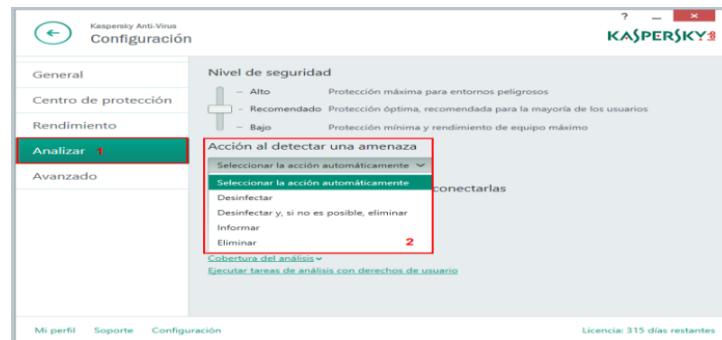 Kaspersky Anti-Virus
Configuración
?
KASPERSKY
General
Centro de protección
Rendimiento
Analizar 1
Avanzado
Nivel de seguridad
Alto Protección máxima para entornos peligrosos
Recomendado Protección óptima, recomendada para la mayoría de los usuarios
Bajo Protección mínima y rendimiento de equipo máximo
Acción al detectar una amenaza
Seleccionar la acción automáticamente
Seleccionar la acción automáticamente
conectarlas
Desinfectar
Desinfectar y, si no es posible, eliminar
Informar
Eliminar 2
Cobertura del análisis
Ejecutar tareas de análisis con derechos de usuario
Mi perfil Soporte Configuración Licencia: 315 días restantes